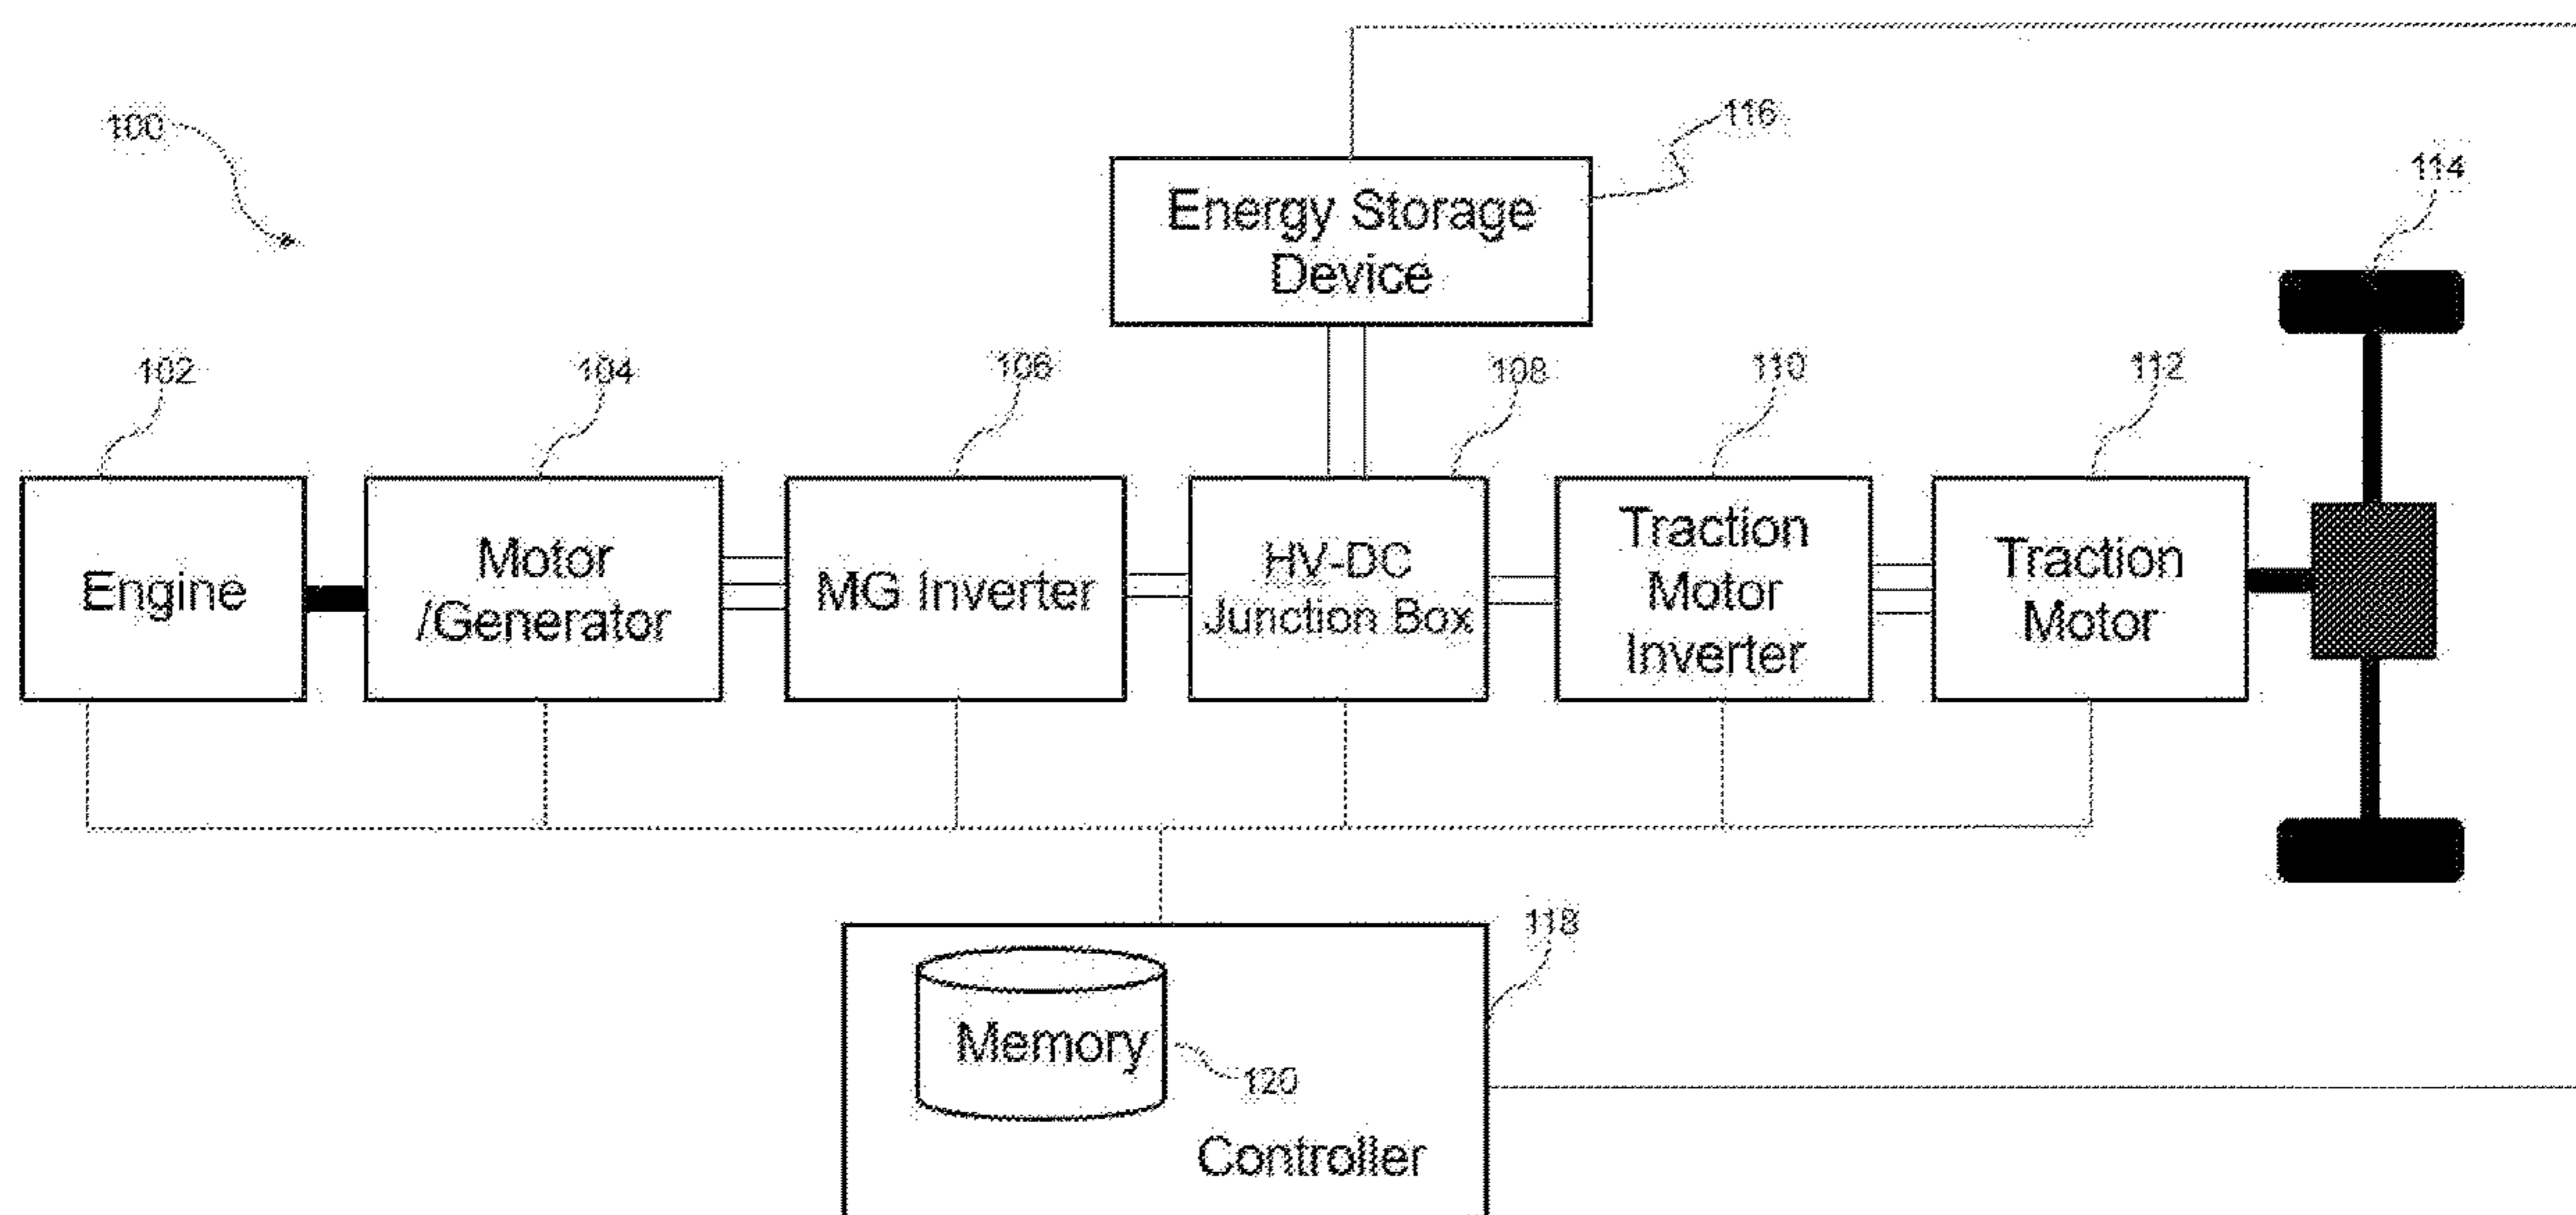 100
116
114
Energy Storage
Device
102
104
106
108
110
112
Engine
Motor
/Generator
MG Inverter
HV-DC
Junction Box
Traction
Motor
Inverter
Traction
Motor
118
Memory
120
Controller